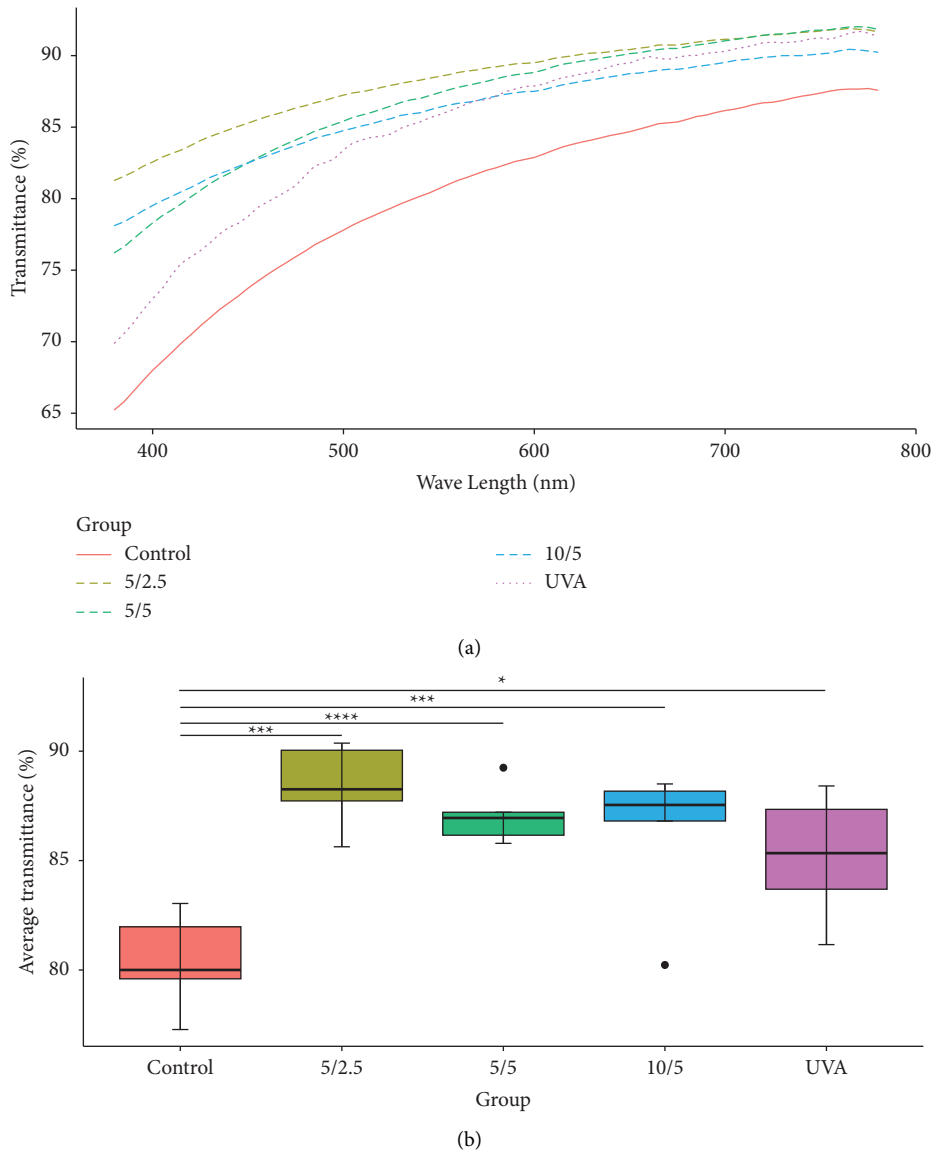 90
85
80
75
70
65
Transmittance (%)
400 500 600 700 800
Wave Length (nm)
Group
Control 10/5
5/2.5 UVA
5/5
(a)
*
***
****
***
90
85
80
Average transmittance (%)
Control 5/2.5 5/5 10/5 UVA
Group
(b)